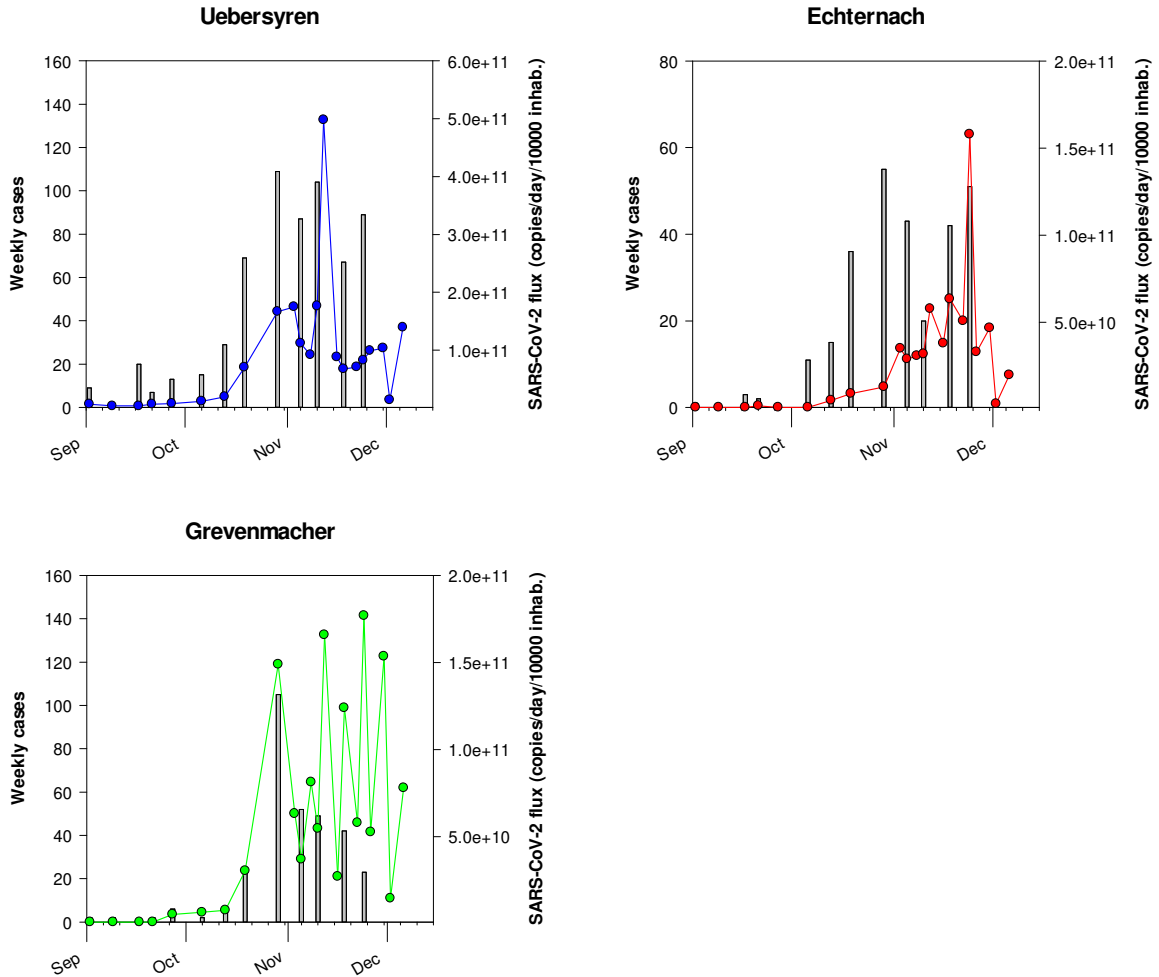 Uebersyren
160
140
120
100
80
60
40
20
0
Weekly cases
6.0e+11
5.0e+11
4.0e+11
3.0e+11
2.0e+11
1.0e+11
SARS-CoV-2 flux (copies/day/10000 inhab.)
Sep
Oct
Nov
Dec
Echternach
80
60
40
20
0
Weekly cases
2.0e+11
1.5e+11
1.0e+11
5.0e+10
SARS-CoV-2 flux (copies/day/10000 inhab.)
Sep
Oct
Nov
Dec
Grevenmacher
160
140
120
100
80
60
40
20
0
Weekly cases
2.0e+11
1.5e+11
1.0e+11
5.0e+10
SARS-CoV-2 flux (copies/day/10000 inhab.)
Sep
Oct
Nov
Dec